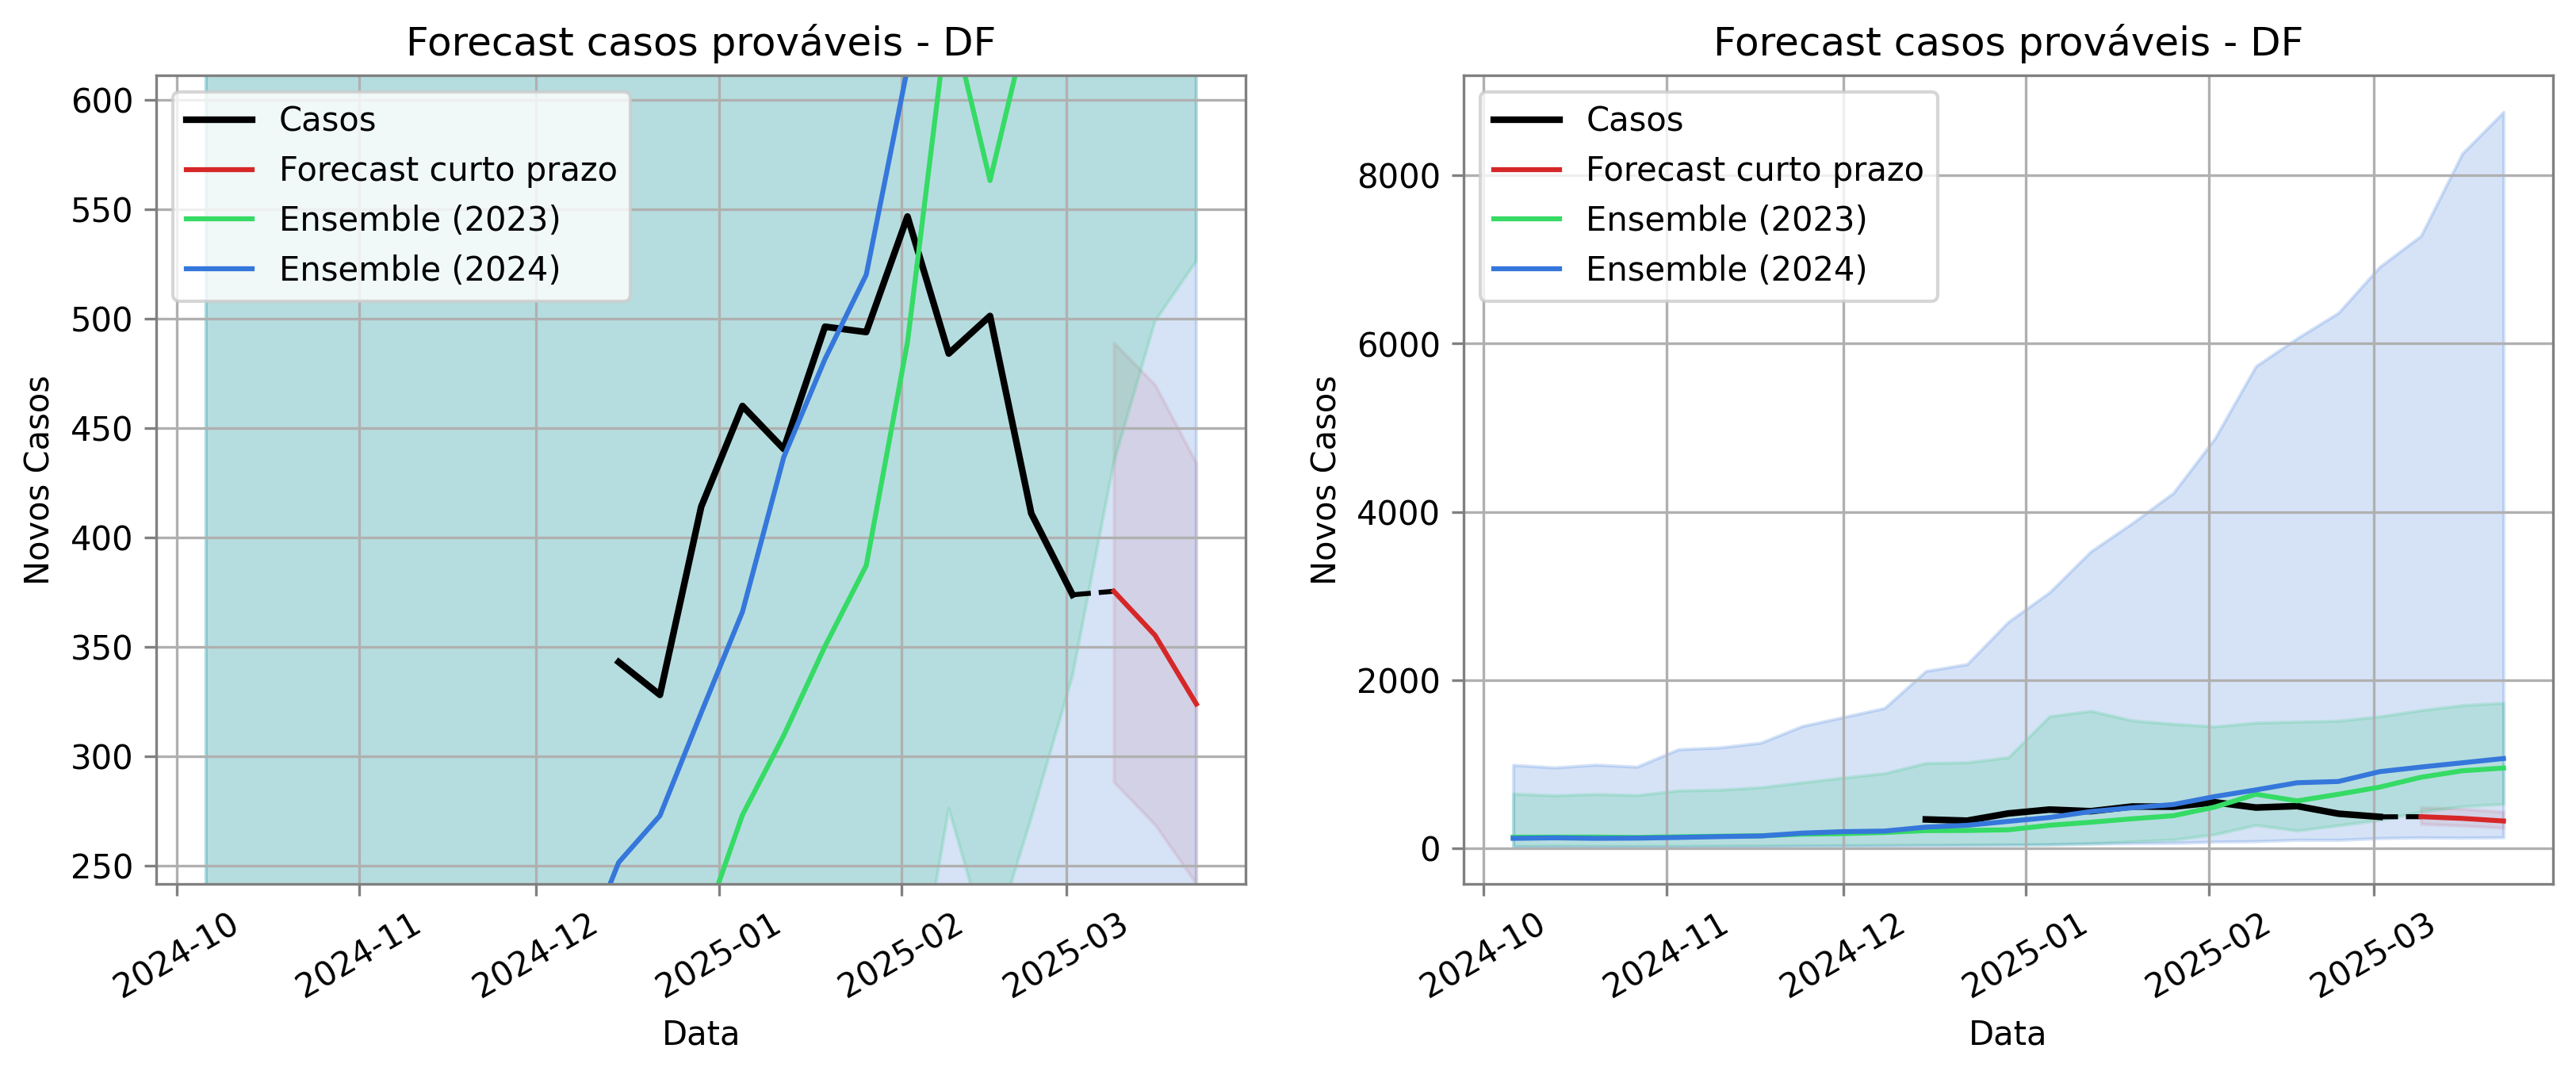 Forecast casos prováveis - DF
600
550
500
450
400
350
300
250
Novos Casos
Casos
Forecast curto prazo
Ensemble (2023)
Ensemble (2024)
2024-10
2024-11
2024-12
2025-01
2025-02
2025-03
Data
Forecast casos prováveis - DF
8000
6000
4000
2000
0
Novos Casos
Casos
Forecast curto prazo
Ensemble (2023)
Ensemble (2024)
2024-10
2024-11
2024-12
2025-01
2025-02
2025-03
Data